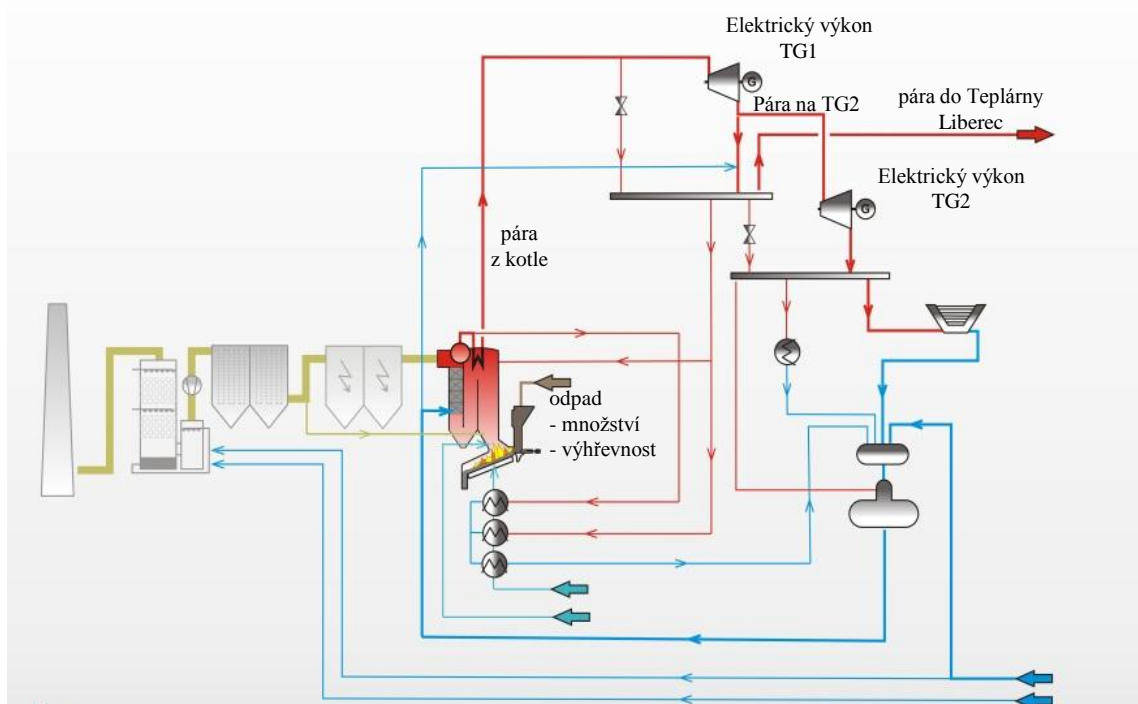 Elektrický výkon
TG1
G
Pára na TG2
pára do Teplárny
Liberec
Elektrický výkon
TG2
G
pára
z kotle
odpad
- množství
- výhřevnost